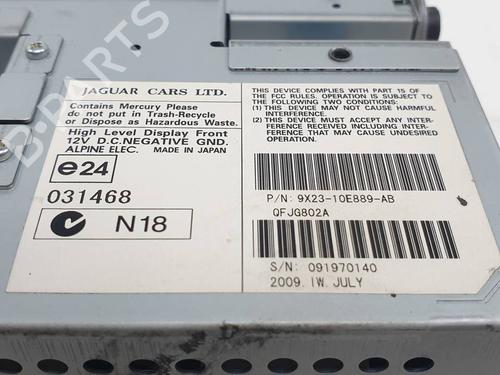 JAGUAR CARS LTD.
Contains Mercury Please
do not put in Trash-Recycle
or Dispose as Hazardous Waste.
High Level Display Front
12V D.C.NEGATIVE GND.
ALPINE ELEC. MADE IN JAPAN
e24
031468
N18
THIS DEVICE COMPLIES WITH PART 15 OF
THE FCC RULES. OPERATION IS SUBJECT TO
THE FOLLOWING TWO CONDITIONS:
(1) THIS DEVICE MAY NOT CAUSE HARMFUL
INTERFERENCE.
(2) THIS DEVICE MUST ACCEPT ANY INTER-
FERENCE RECEIVED INCLUDING INTERFER-
ENCE THAT MAY CAUSE UNDESIRED
OPERATION.
P/N: 9X23-10E889-AB
QFJG802A
S/N: 091970140
2009. IW. JULY